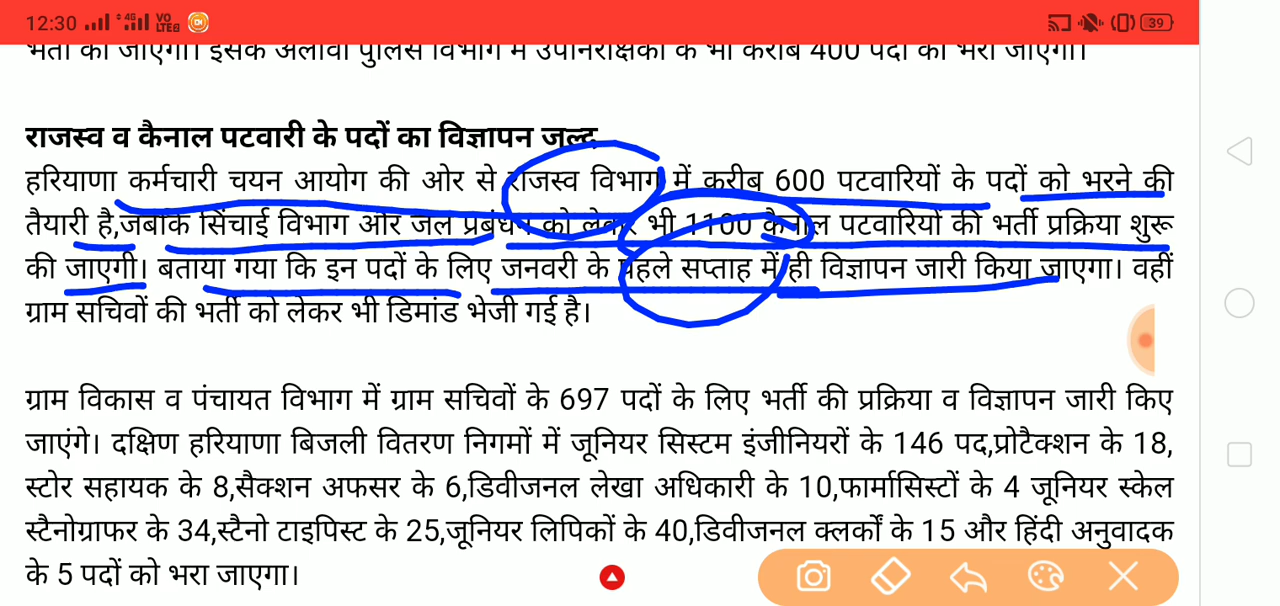 12:30 4G VO LTE 39
भर्ती की जाएगी। इसके अलावा पुलिस विभाग में उपनिरीक्षकों के भी करीब 400 पदों को भरा जाएगा।
राजस्व व कैनाल पटवारी के पदों का विज्ञापन जल्द
हरियाणा कर्मचारी चयन आयोग की ओर से राजस्व विभाग में करीब 600 पटवारियों के पदों को भरने की
तैयारी है,जबकि सिंचाई विभाग और जल प्रबंधन को लेकर भी 1100 कैनाल पटवारियों की भर्ती प्रक्रिया शुरू
की जाएगी। बताया गया कि इन पदों के लिए जनवरी के पहले सप्ताह में ही विज्ञापन जारी किया जाएगा। वहीं
ग्राम सचिवों की भर्ती को लेकर भी डिमांड भेजी गई है।
ग्राम विकास व पंचायत विभाग में ग्राम सचिवों के 697 पदों के लिए भर्ती की प्रक्रिया व विज्ञापन जारी किए
जाएंगे। दक्षिण हरियाणा बिजली वितरण निगमों में जूनियर सिस्टम इंजीनियरों के 146 पद,प्रोटैक्शन के 18,
स्टोर सहायक के 8,सैक्शन अफसर के 6,डिवीजनल लेखा अधिकारी के 10,फार्मासिस्टों के 4 जूनियर स्केल
स्टैनोग्राफर के 34,स्टैनो टाइपिस्ट के 25,जूनियर लिपिकों के 40,डिवीजनल क्लर्कों के 15 और हिंदी अनुवादक
के 5 पदों को भरा जाएगा।